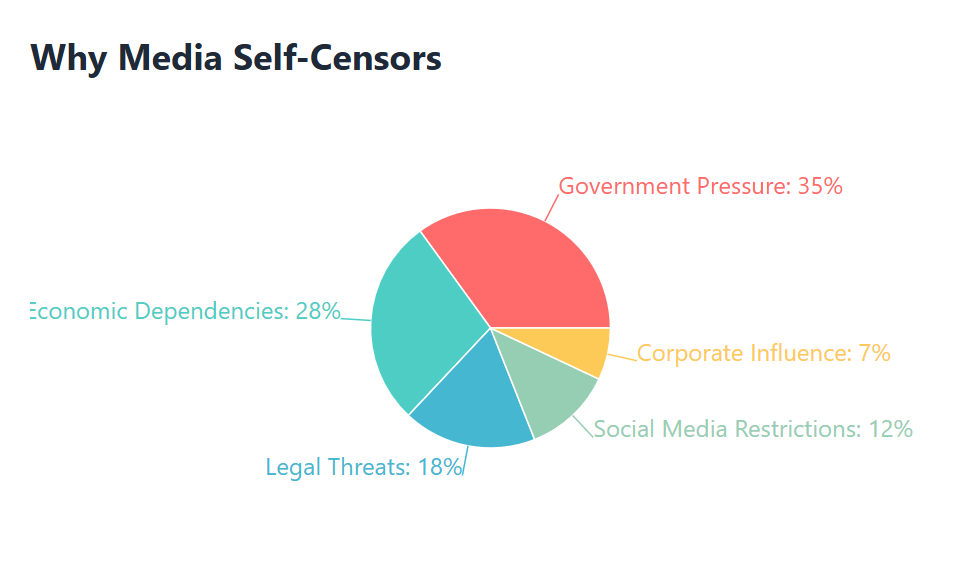 Why Media Self-Censors
Government Pressure: 35%
Economic Dependencies: 28%
Corporate Influence: 7%
Social Media Restrictions: 12%
Legal Threats: 18%